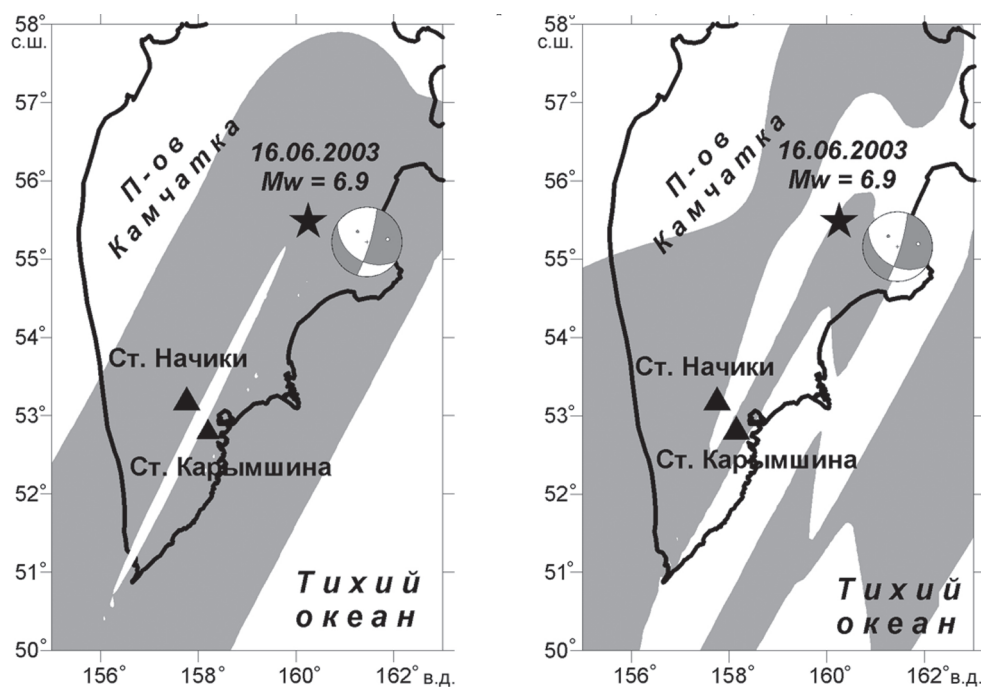 58°
с.ш.
57°
56°
55°
54°
53°
52°
51°
50°
156°
158°
160°
162° в.д.
П-ов
Камчатка
16.06.2003
Mw = 6.9
Ст. Начики
Ст. Карымшина
Тихий
океан
58°
с.ш.
57°
56°
55°
54°
53°
52°
51°
50°
156°
158°
160°
162° в.д.
П-ов
Камчатка
16.06.2003
Mw = 6.9
Ст. Начики
Ст. Карымшина
Тихий
океан